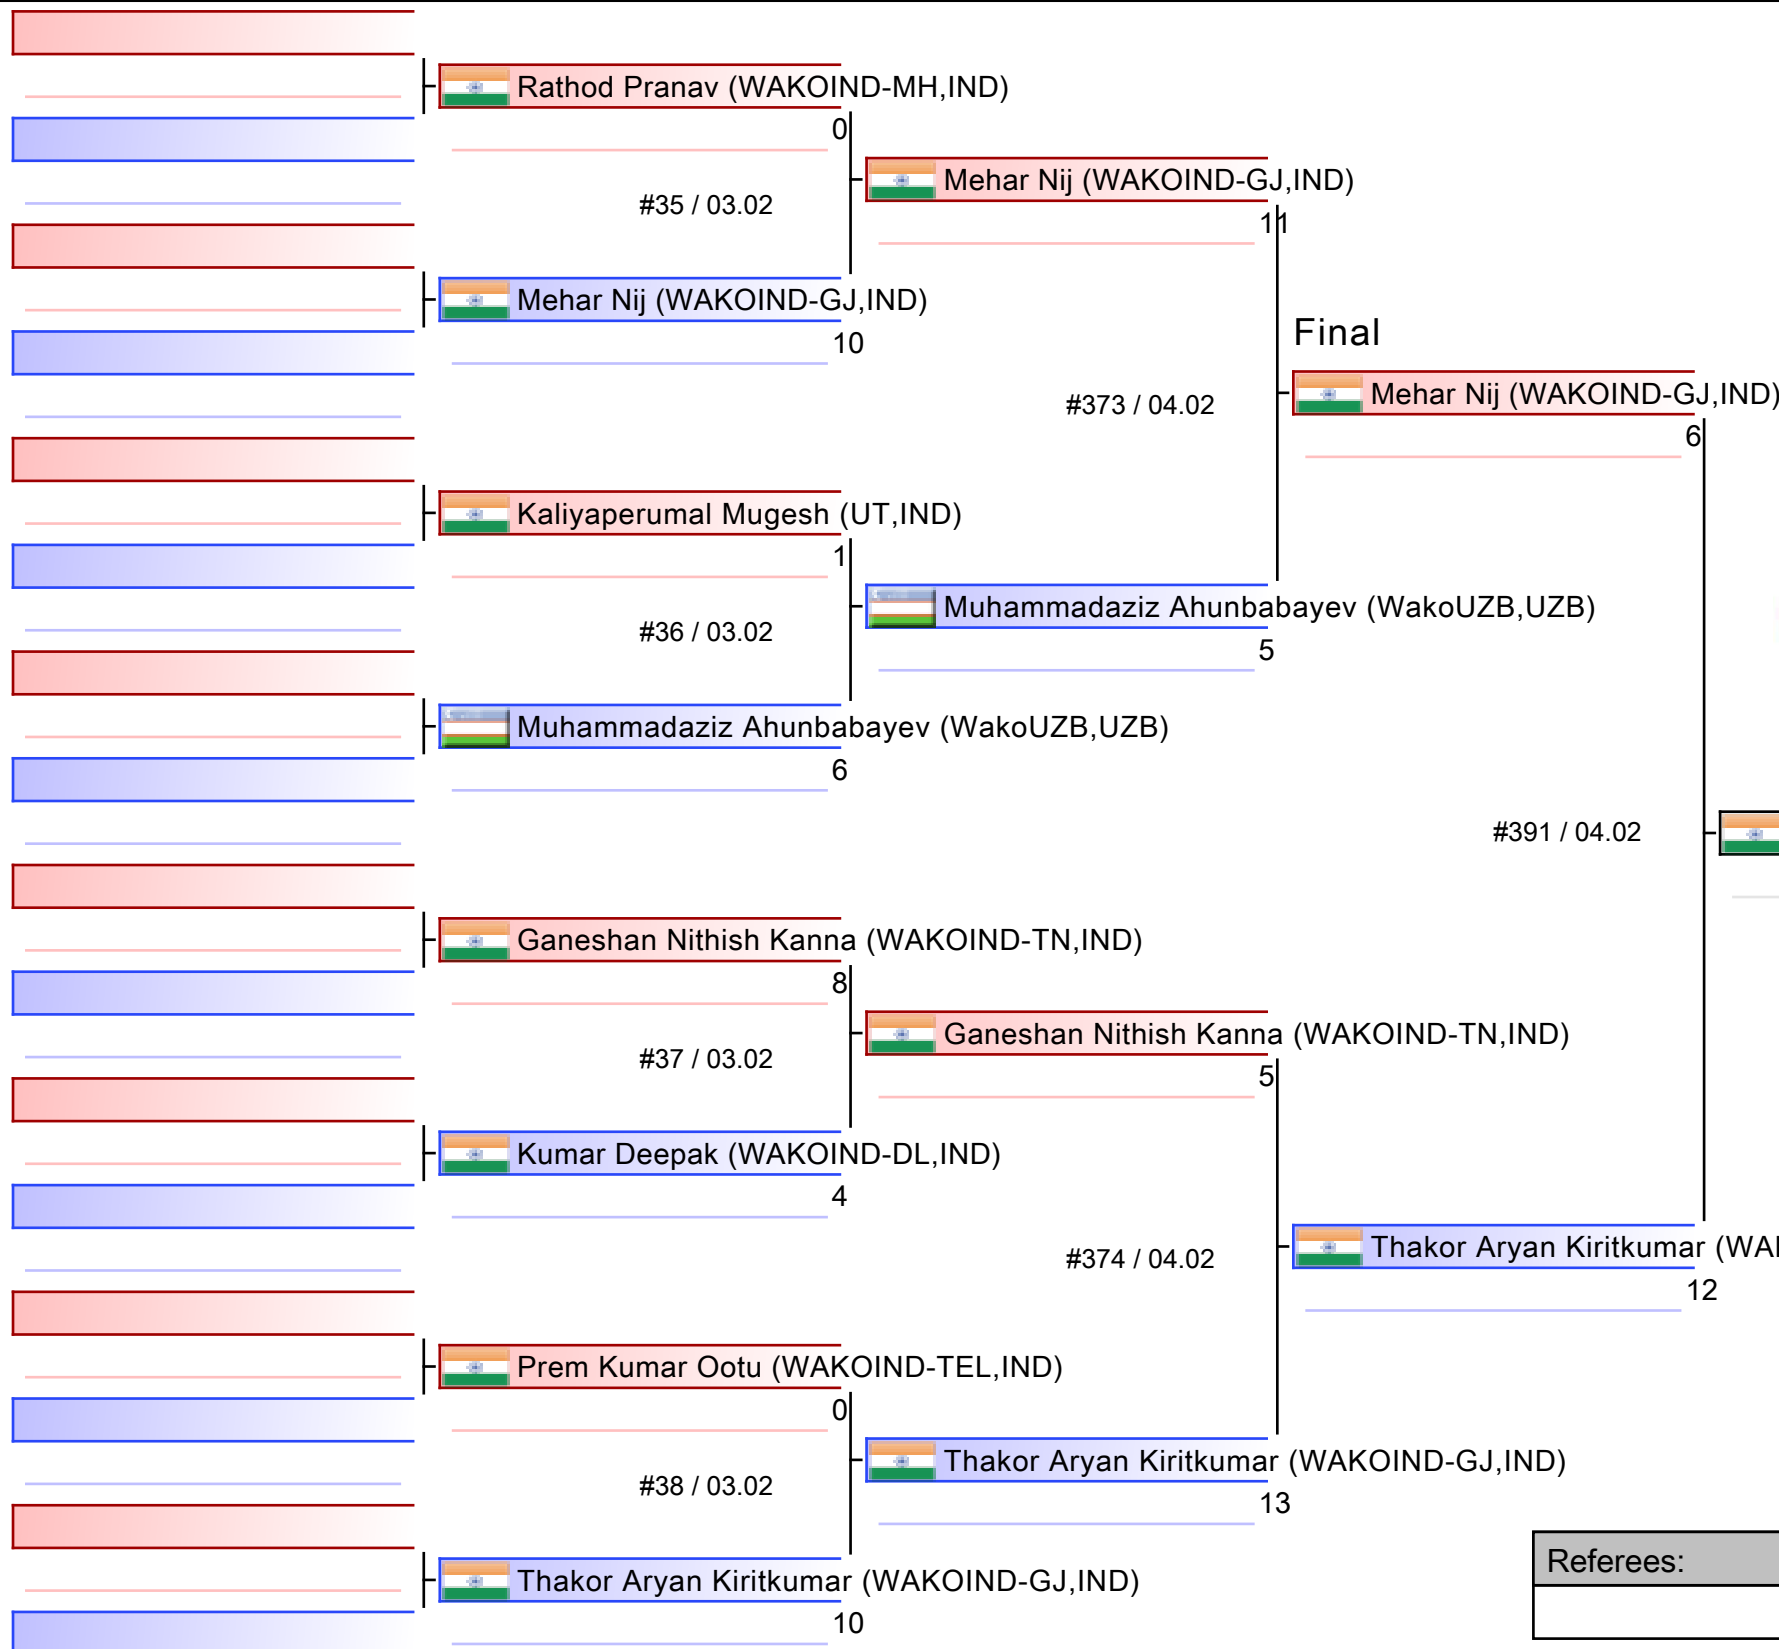 Rathod Pranav (WAKOIND-MH,IND)
0
#35 / 03.02
Mehar Nij (WAKOIND-GJ,IND)
10
Kaliyaperumal Mugesh (UT,IND)
1
#36 / 03.02
Muhammadaziz Ahunbabayev (WakoUZB,UZB)
6
Ganeshan Nithish Kanna (WAKOIND-TN,IND)
8
#37 / 03.02
Kumar Deepak (WAKOIND-DL,IND)
4
Prem Kumar Ootu (WAKOIND-TEL,IND)
0
#38 / 03.02
Thakor Aryan Kiritkumar (WAKOIND-GJ,IND)
10
Mehar Nij (WAKOIND-GJ,IND)
11
#373 / 04.02
Muhammadaziz Ahunbabayev (WakoUZB,UZB)
5
Ganeshan Nithish Kanna (WAKOIND-TN,IND)
5
#374 / 04.02
Thakor Aryan Kiritkumar (WAKOIND-GJ,IND)
13
Final
Mehar Nij (WAKOIND-GJ,IND)
6
#391 / 04.02
Thakor Aryan Kiritkumar
12
Referees: